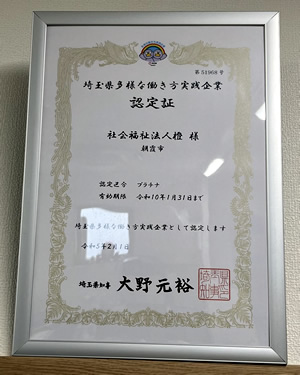 第51968号
埼玉県多様な働き方実践企業
認定証
社会福祉法人橙 様
朝霞市
認定区分 プラチナ
有効期限 令和10年1月31日まで
埼玉県多様な働き方実践企業として認定します
令和5年2月1日
埼玉県知事 大野元裕